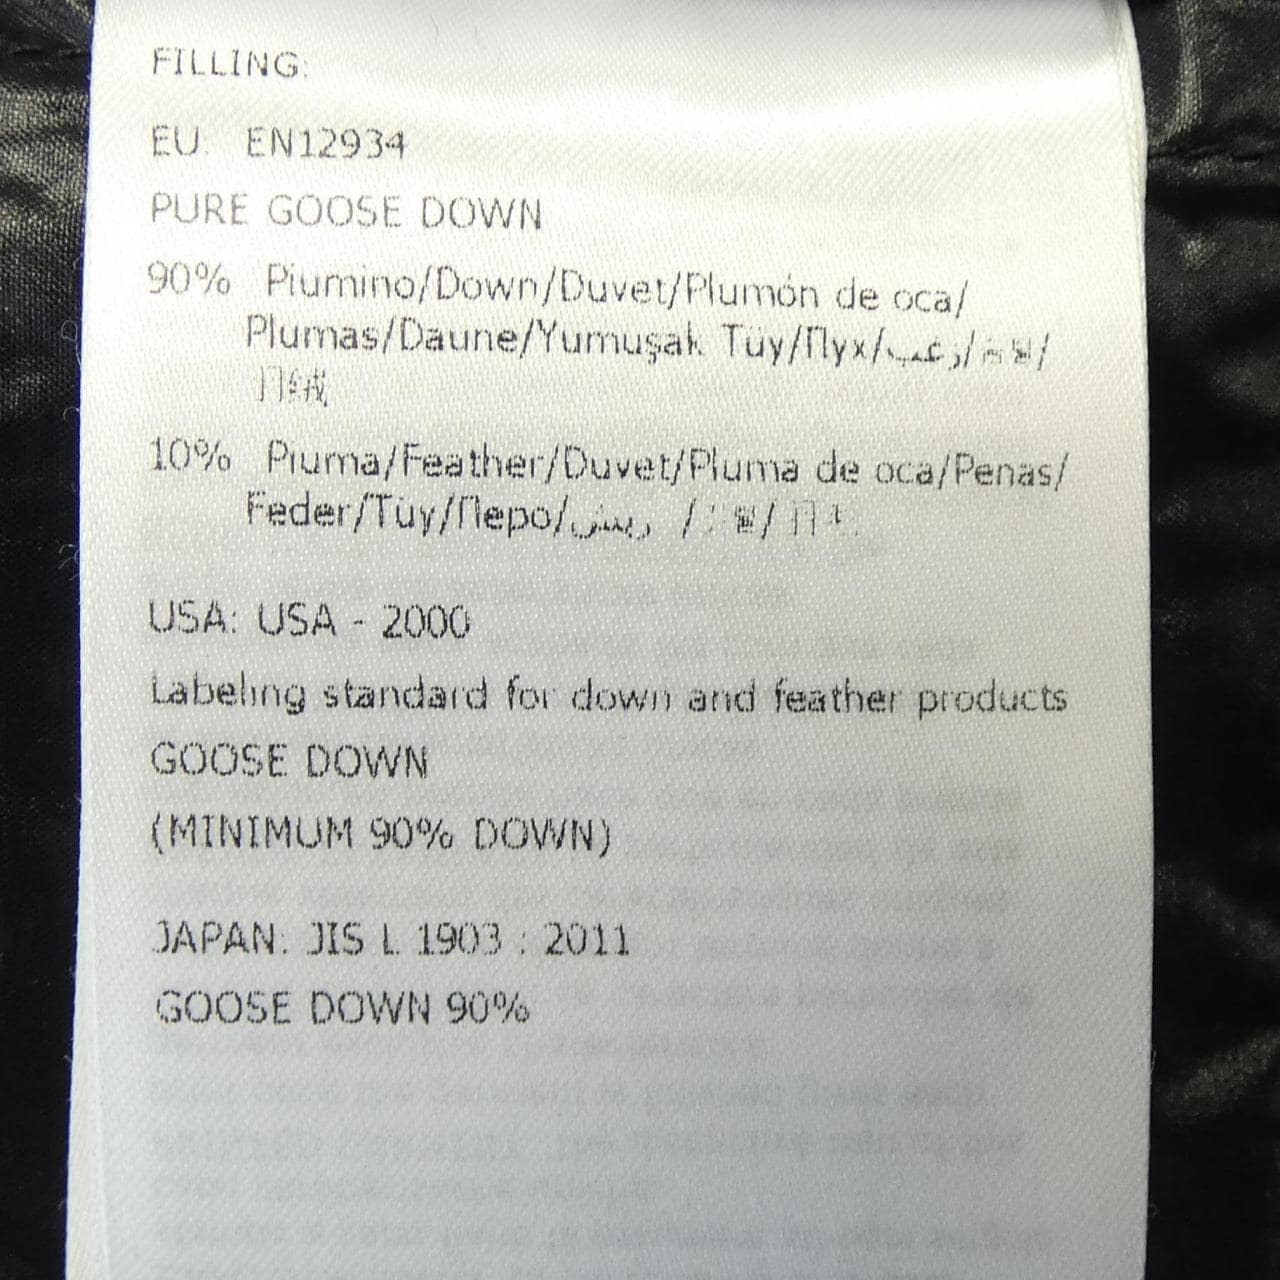 FILLING:
EU: EN12934
PURE GOOSE DOWN
90% Piumino/Down/Duvet/Plumón de oca/
Plumas/Daune/Yumuşak Tüy/Пух/زغب/
10% Piuma/Feather/Duvet/Pluma de oca/Penas/
Feder/Tüy/Перо/ريش /
USA: USA - 2000
Labeling standard for down and feather products
GOOSE DOWN
(MINIMUM 90% DOWN)
JAPAN: JIS L 1903 : 2011
GOOSE DOWN 90%